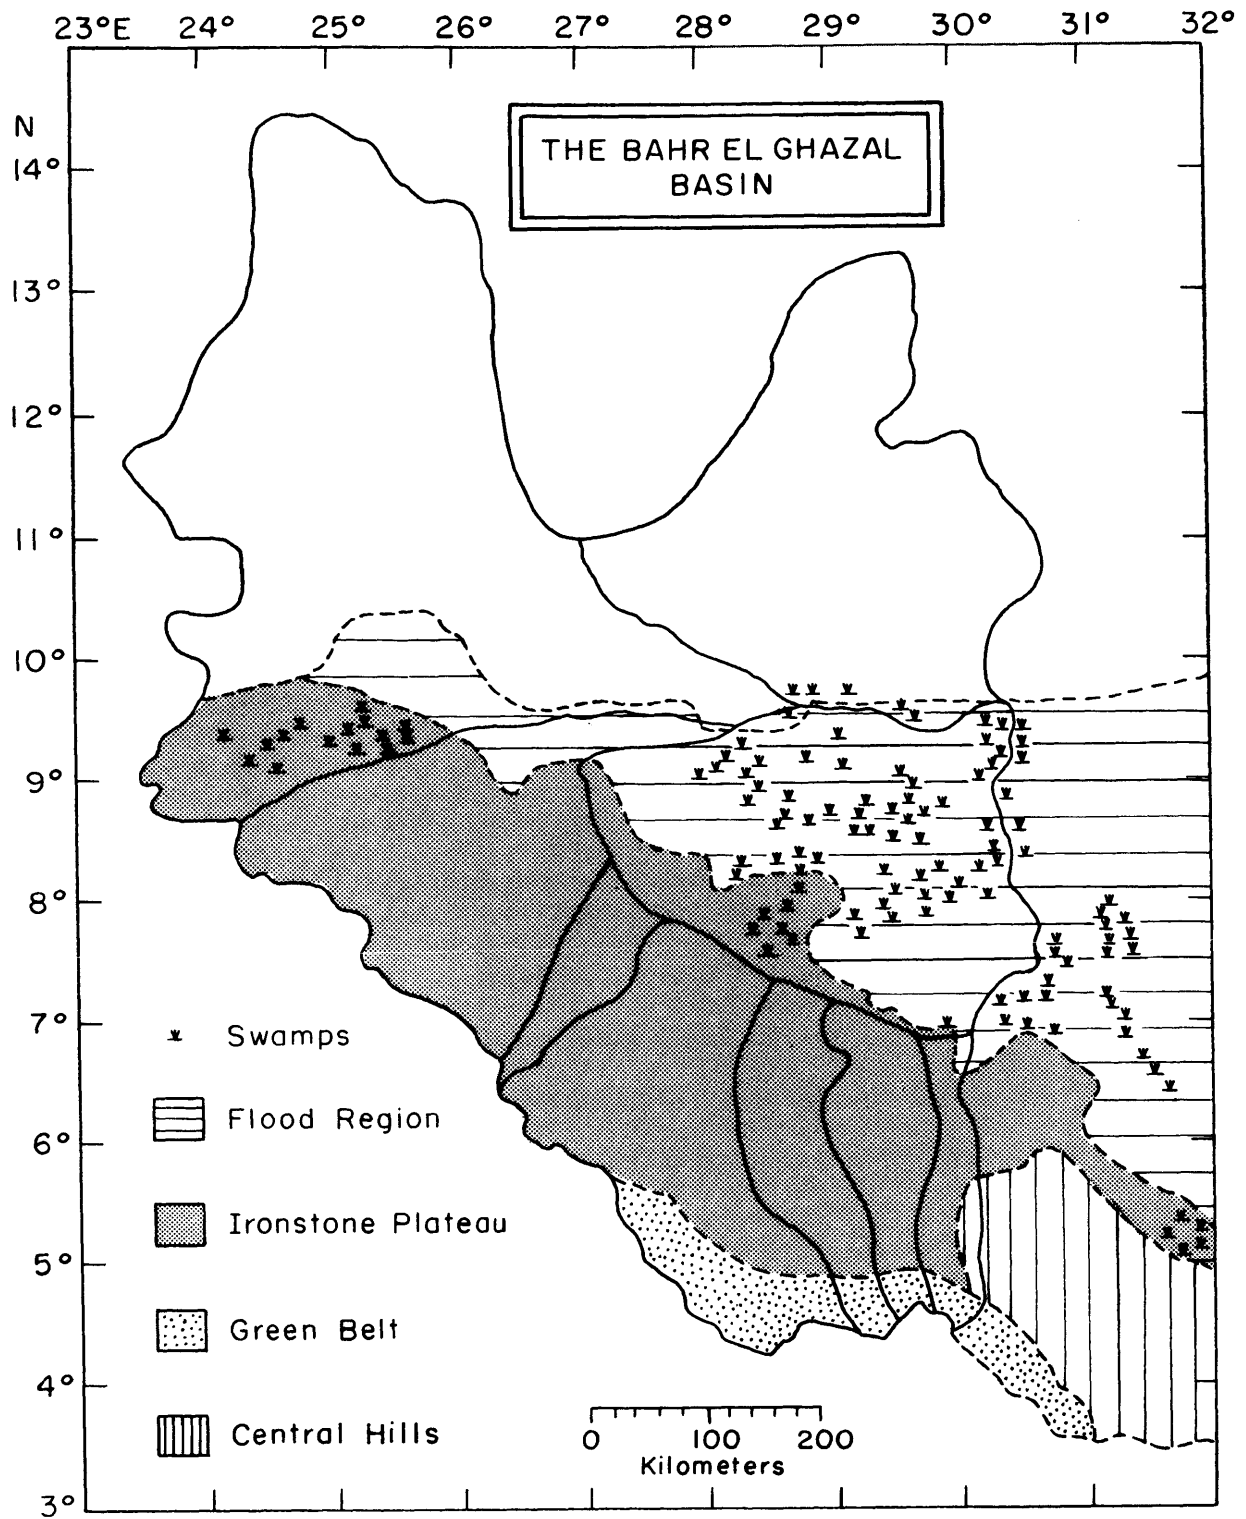 23°E 24° 25° 26° 27° 28° 29° 30° 31° 32°
N
THE BAHR EL GHAZAL
BASIN
14°
13°
12°
11°
10°
9°
8°
7°
Swamps
Flood Region
6°
Ironstone Plateau
5°
Green Belt
4°
Central Hills
0 100 200
Kilometers
3°